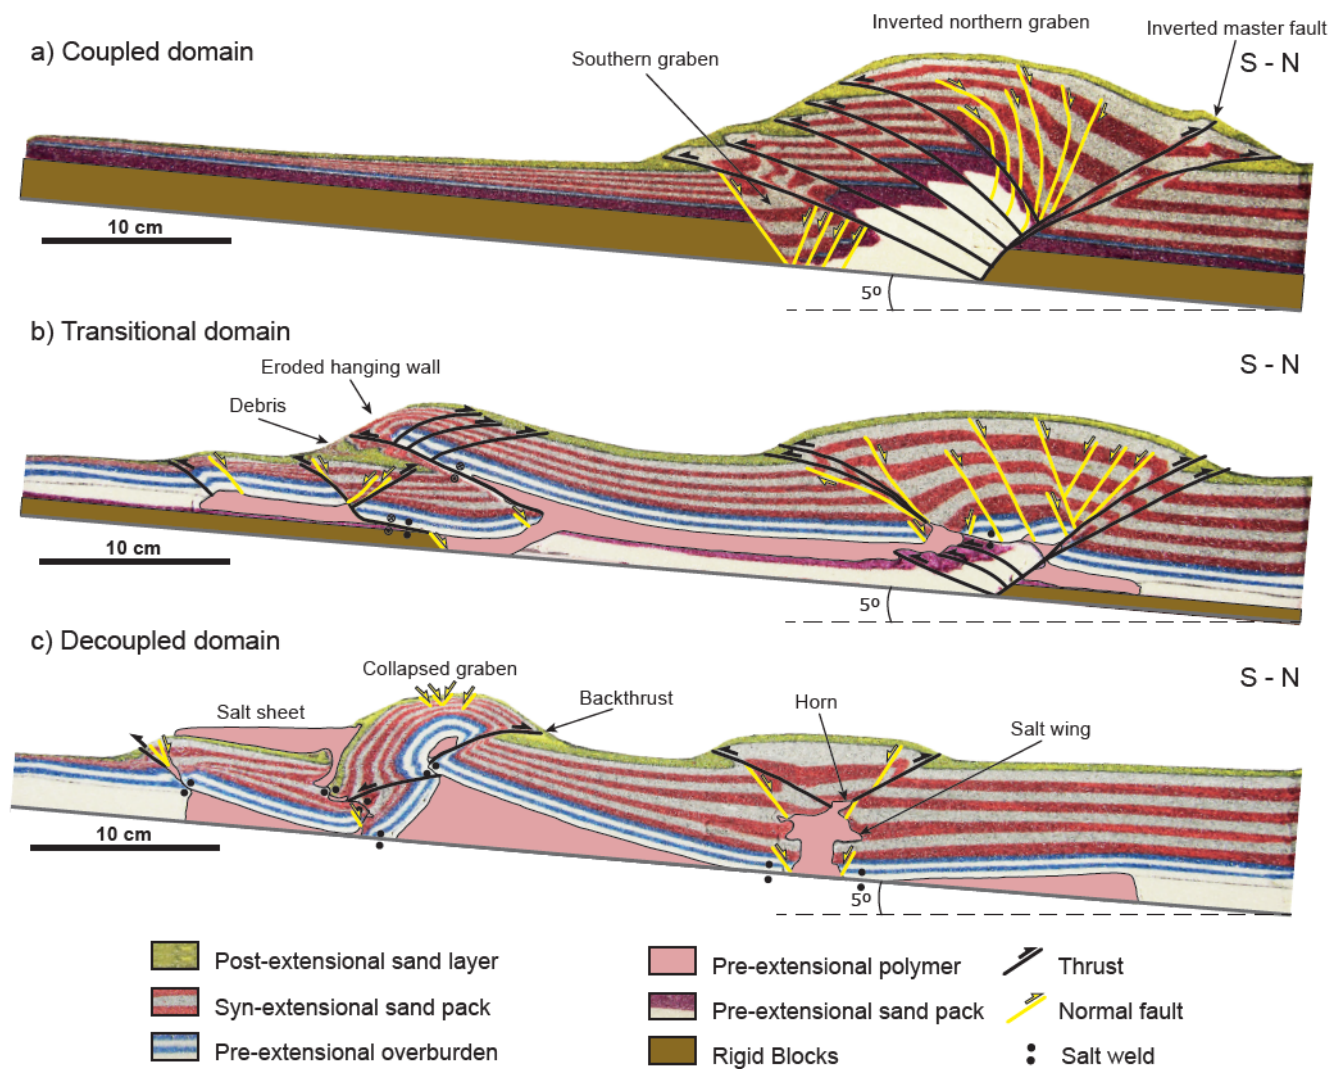 a) Coupled domain
Inverted northern graben
Inverted master fault
Southern graben
S - N
10 cm
5º
b) Transitional domain
S - N
Eroded hanging wall
Debris
10 cm
5º
c) Decoupled domain
S - N
Collapsed graben
Backthrust
Salt sheet
Horn
Salt wing
10 cm
5º
Post-extensional sand layer
Pre-extensional polymer
Thrust
Syn-extensional sand pack
Pre-extensional sand pack
Normal fault
Pre-extensional overburden
Rigid Blocks
Salt weld